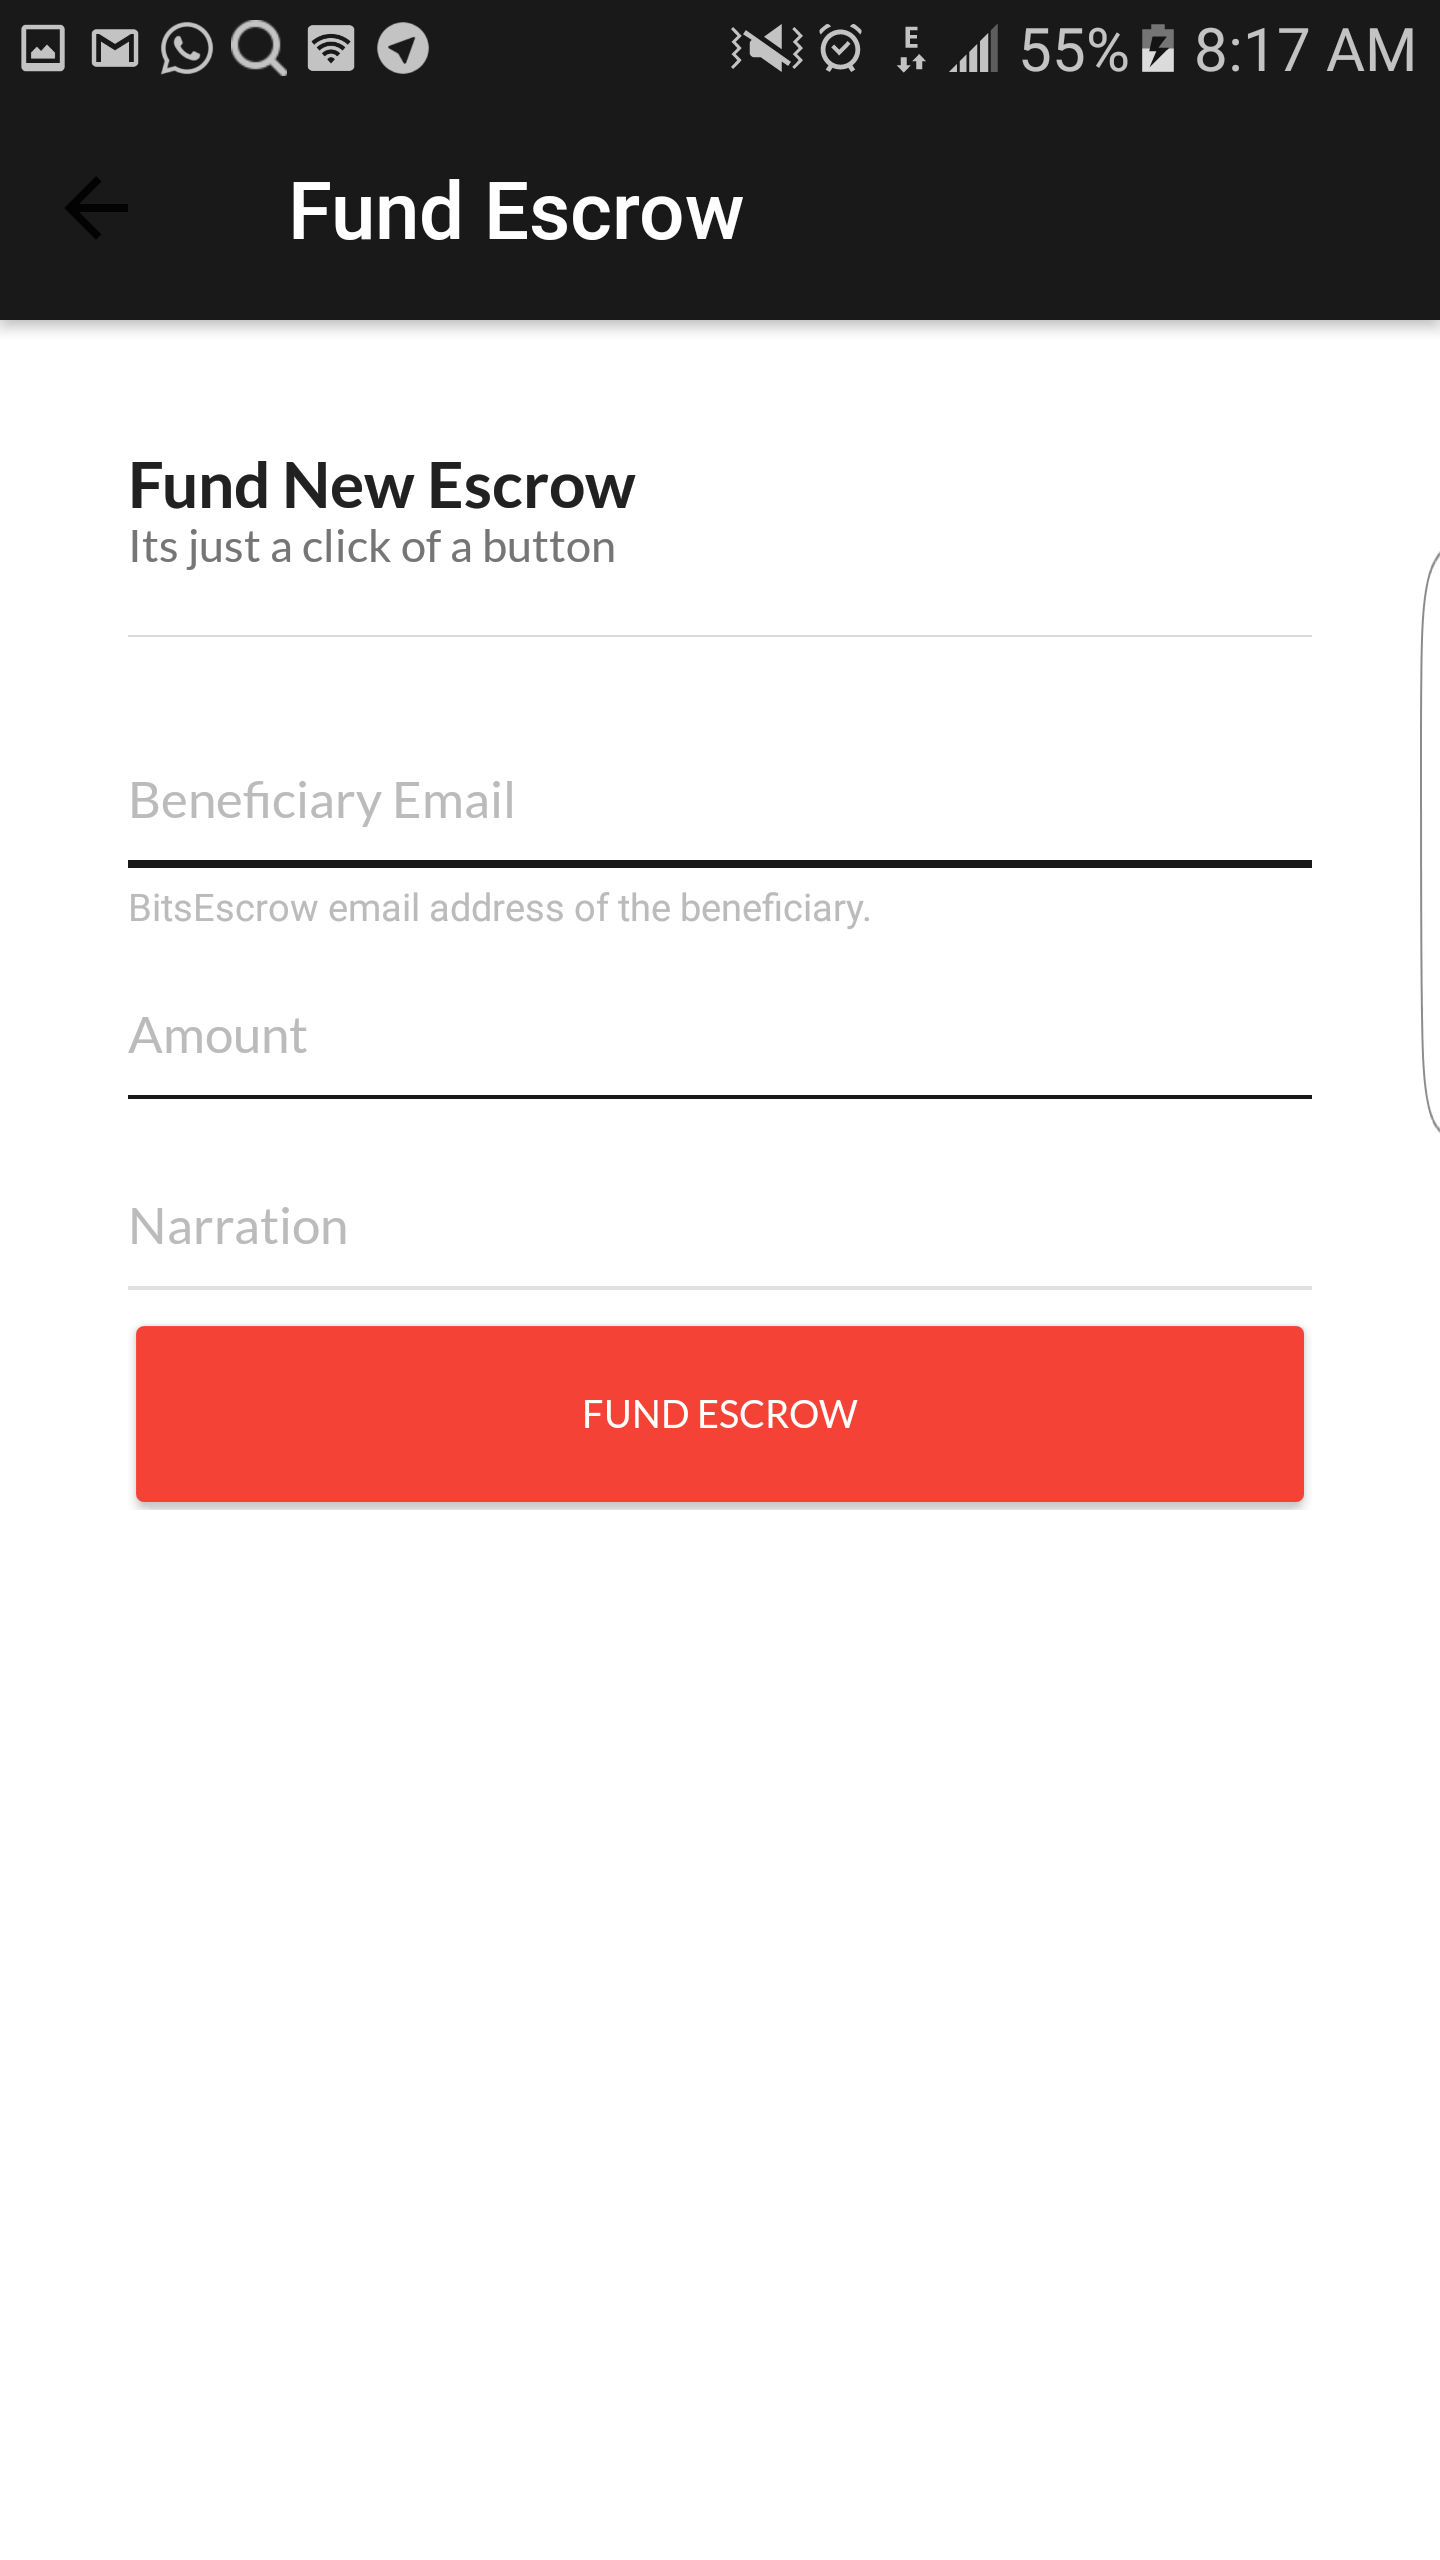 E 55% 8:17 AM
Fund Escrow
Fund New Escrow
Its just a click of a button
Beneficiary Email
BitsEscrow email address of the beneficiary.
Amount
Narration
FUND ESCROW